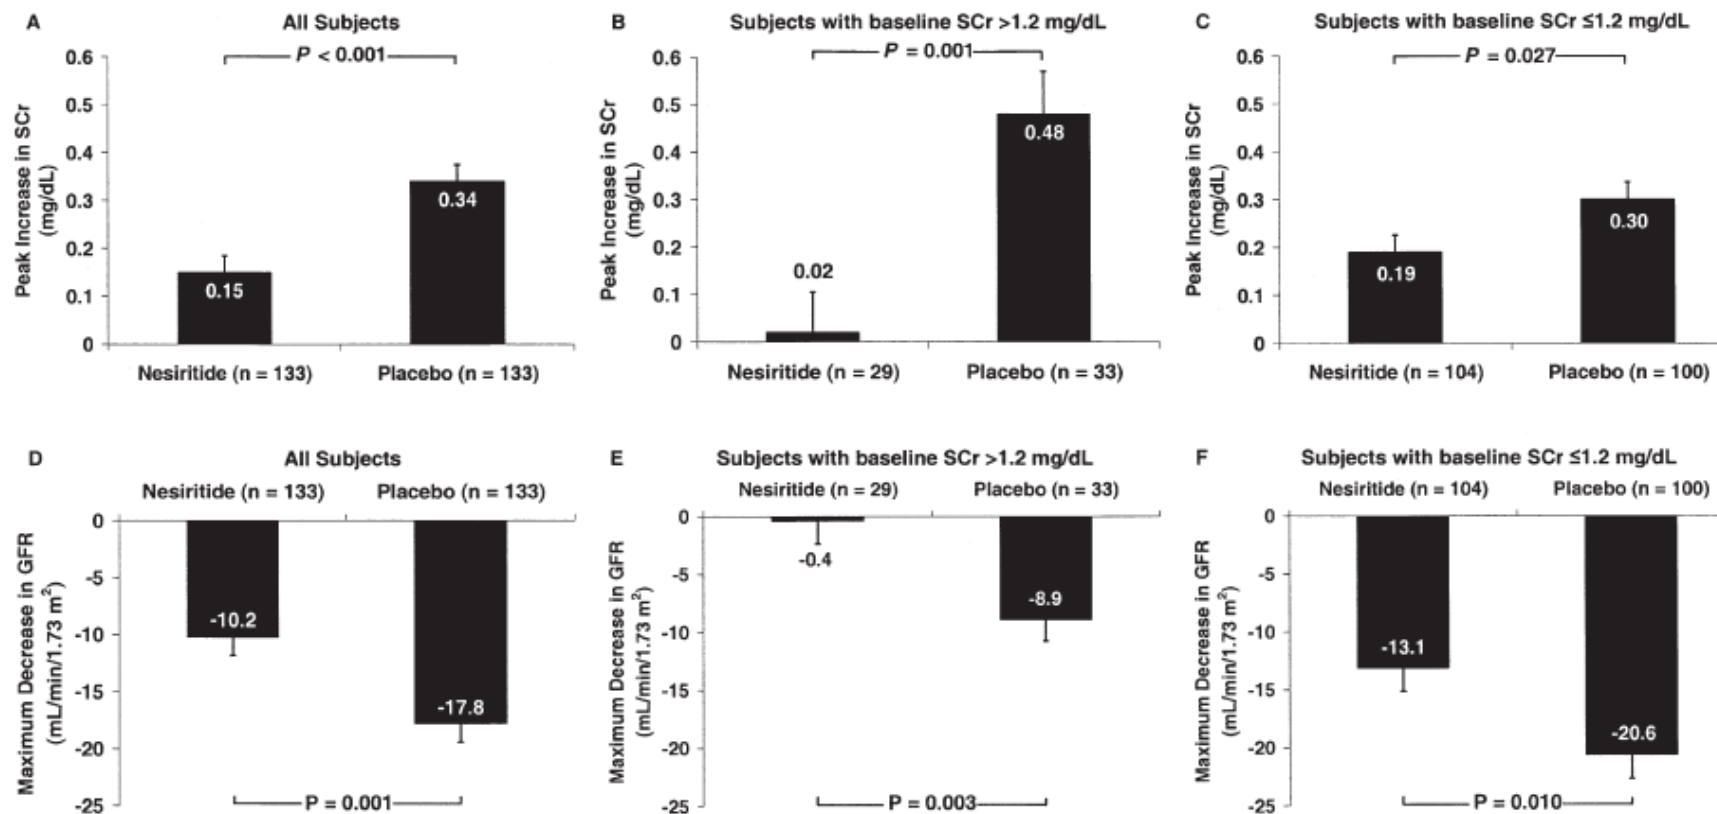 A All Subjects
P < 0.001
Peak Increase in SCr
(mg/dL)
0.6
0.5
0.4
0.3
0.2
0.1
0
0.15
0.34
Nesiritide (n = 133) Placebo (n = 133)
B Subjects with baseline SCr >1.2 mg/dL
P = 0.001
Peak Increase in SCr
(mg/dL)
0.6
0.5
0.4
0.3
0.2
0.1
0
0.02
0.48
Nesiritide (n = 29) Placebo (n = 33)
C Subjects with baseline SCr ≤1.2 mg/dL
P = 0.027
Peak Increase in SCr
(mg/dL)
0.6
0.5
0.4
0.3
0.2
0.1
0
0.19
0.30
Nesiritide (n = 104) Placebo (n = 100)
D All Subjects
Nesiritide (n = 133) Placebo (n = 133)
Maximum Decrease in GFR
(mL/min/1.73 m²)
0
-5
-10
-15
-20
-25
-10.2
-17.8
P = 0.001
E Subjects with baseline SCr >1.2 mg/dL
Nesiritide (n = 29) Placebo (n = 33)
Maximum Decrease in GFR
(mL/min/1.73 m²)
0
-5
-10
-15
-20
-25
-0.4
-8.9
P = 0.003
F Subjects with baseline SCr ≤1.2 mg/dL
Nesiritide (n = 104) Placebo (n = 100)
Maximum Decrease in GFR
(mL/min/1.73 m²)
0
-5
-10
-15
-20
-25
-13.1
-20.6
P = 0.010